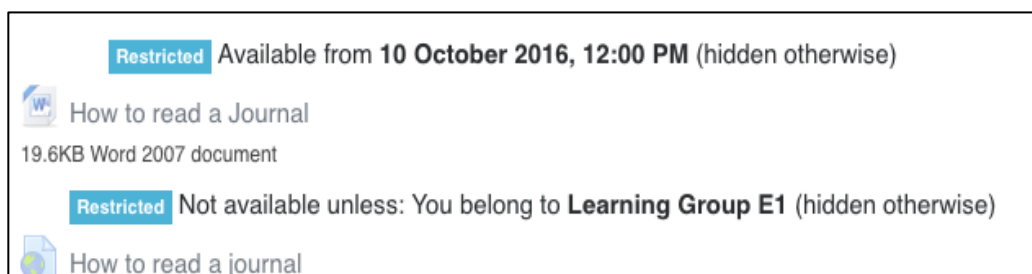 Restricted Available from 10 October 2016, 12:00 PM (hidden otherwise)
How to read a Journal
19.6KB Word 2007 document
Restricted Not available unless: You belong to Learning Group E1 (hidden otherwise)
How to read a journal